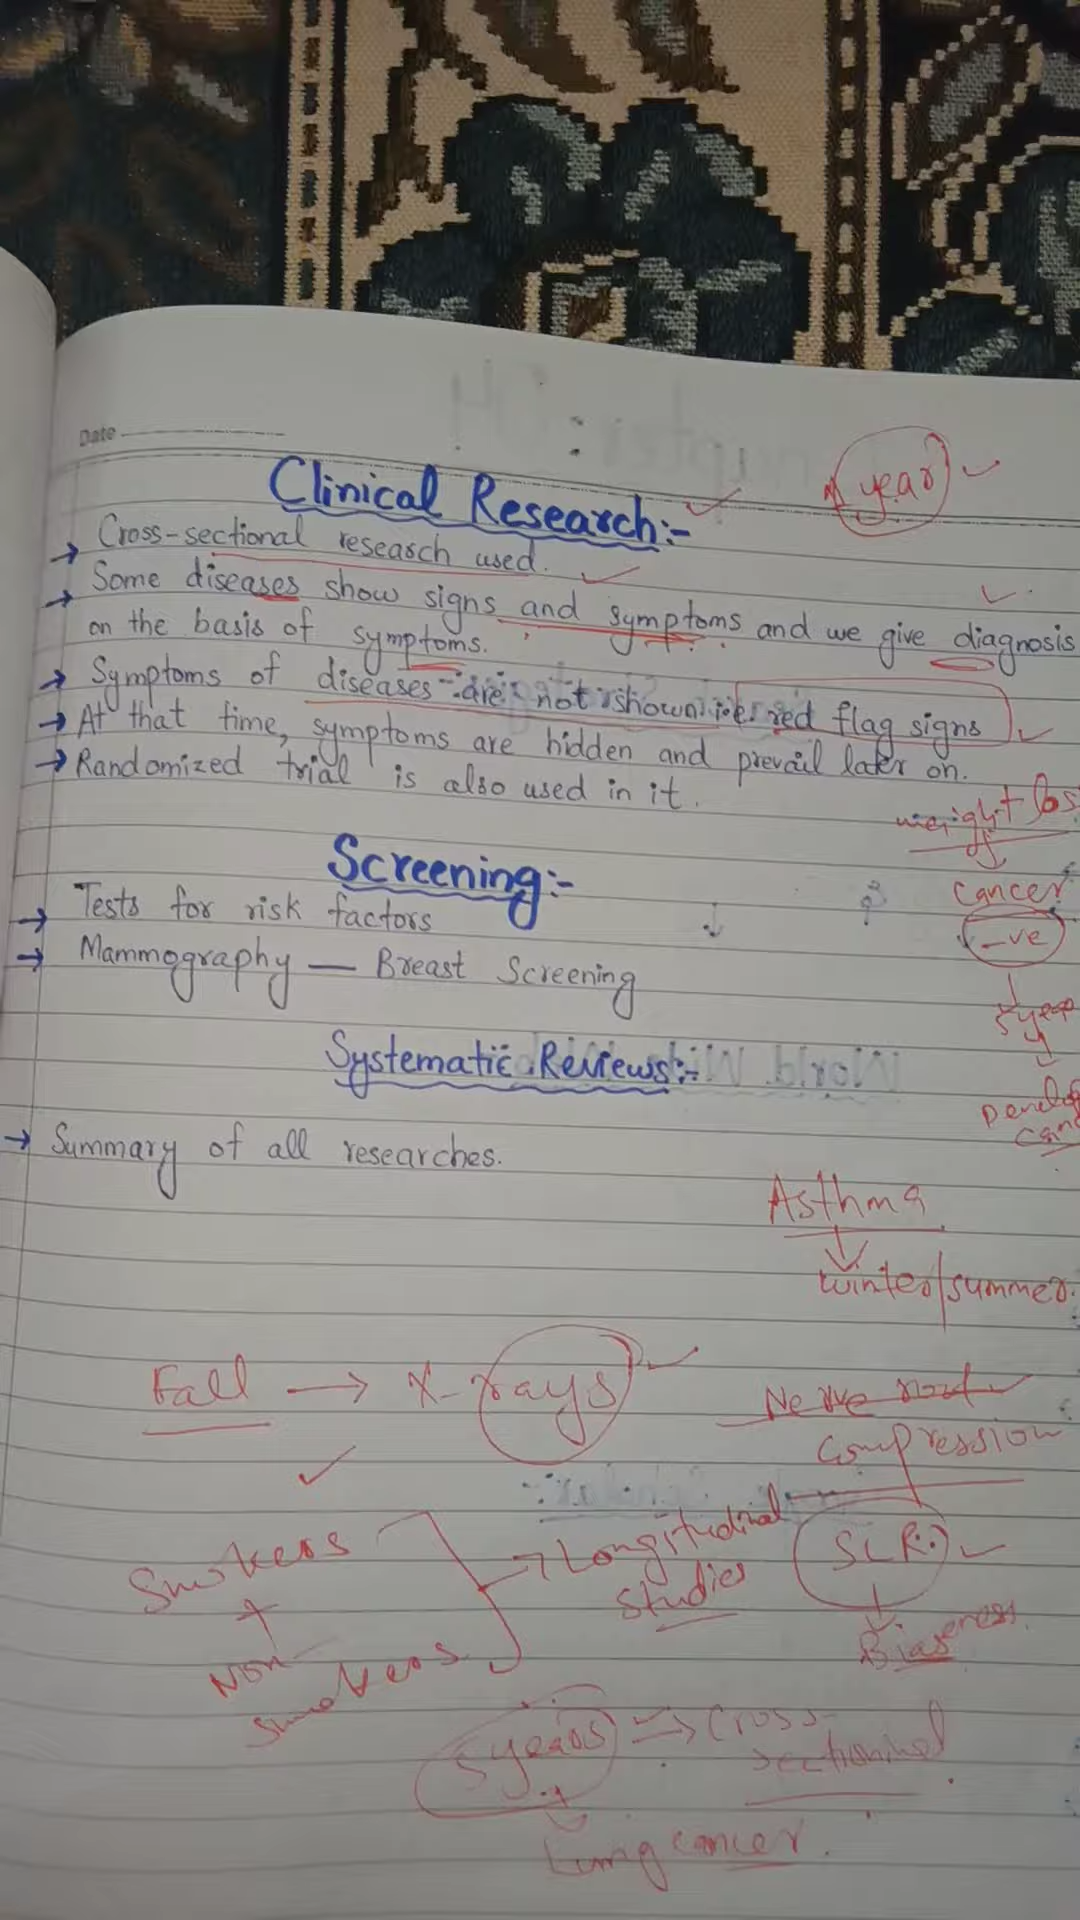 Date
Clinical Research:-
year
→ Cross-sectional research used.
→ Some diseases show signs and symptoms and we give diagnosis
on the basis of symptoms.
→ Symptoms of diseases are not shown i.e. red flag signs
→ At that time, symptoms are hidden and prevail later on.
→ Randomized trial is also used in it.
weight los
Screening:-
cancer
→ Tests for risk factors
-ve
→ Mammography — Breast Screening
Systematic Reviews:-
→ Summary of all researches.
Asthma
winter/summer.
Fall → X-rays
Nerve root
compression
Smokers
+
Non
smokers
→ Longitudinal
studies
SLR
Biasness
5 years → Cross-
sectional
Lung cancer.